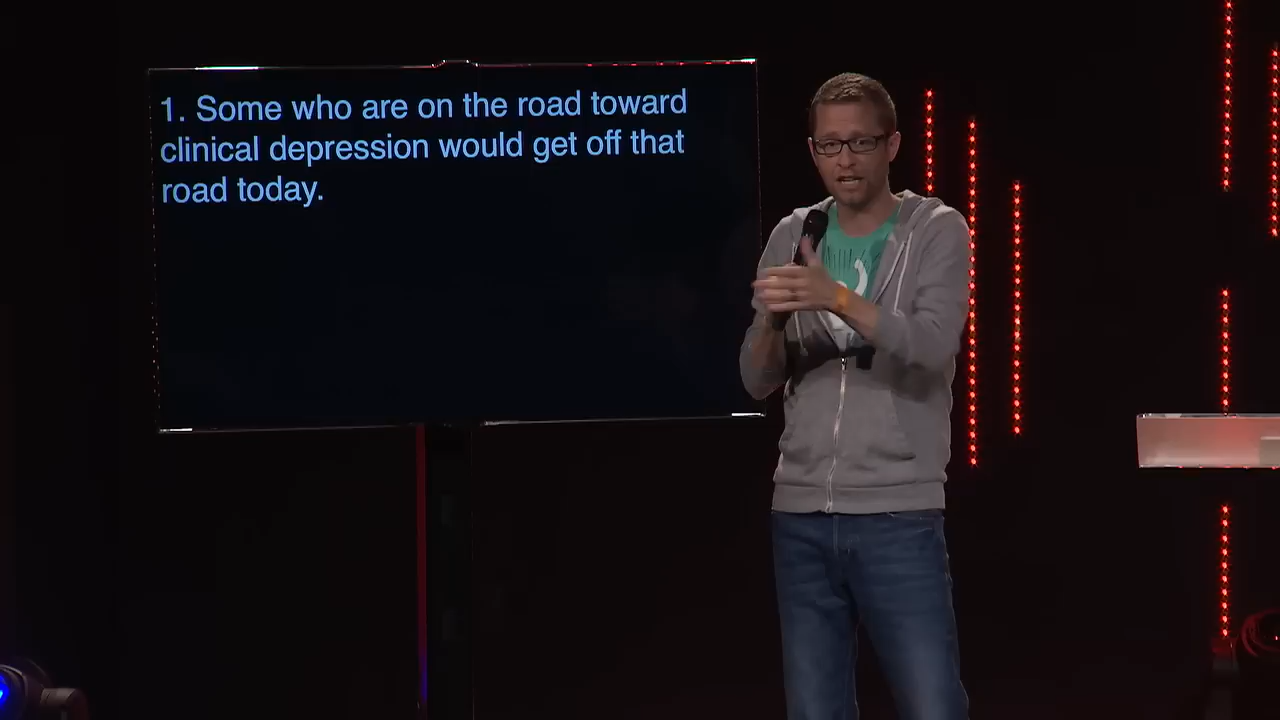 1. Some who are on the road toward
clinical depression would get off that
road today.